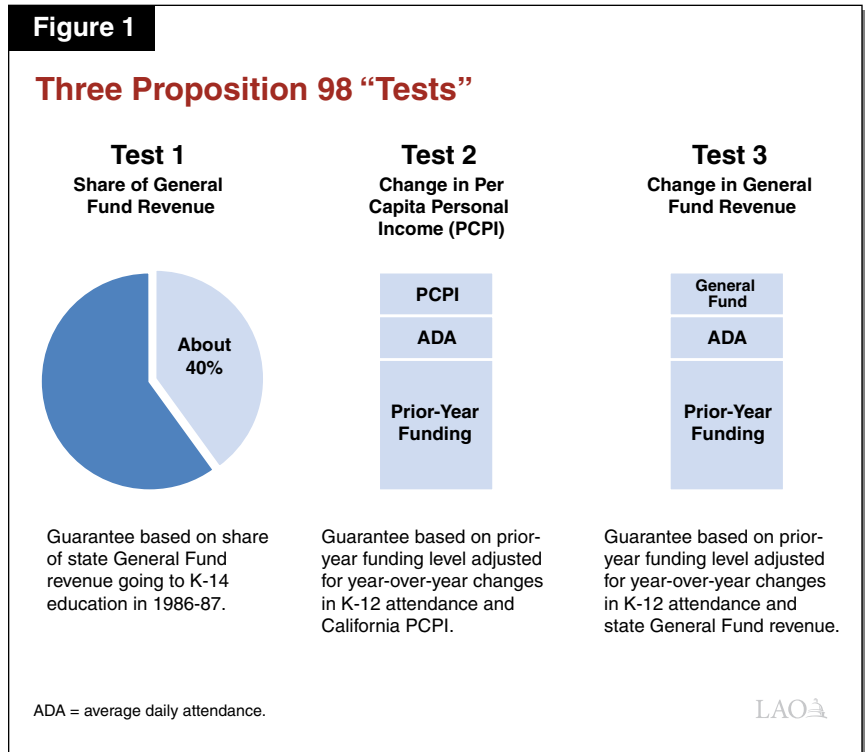 Figure 1
Three Proposition 98 “Tests”
Test 1
Share of General
Fund Revenue
About
40%
Guarantee based on share
of state General Fund
revenue going to K-14
education in 1986-87.
Test 2
Change in Per
Capita Personal
Income (PCPI)
PCPI
ADA
Prior-Year
Funding
Guarantee based on prior-
year funding level adjusted
for year-over-year changes
in K-12 attendance and
California PCPI.
Test 3
Change in General
Fund Revenue
General
Fund
ADA
Prior-Year
Funding
Guarantee based on prior-
year funding level adjusted
for year-over-year changes
in K-12 attendance and
state General Fund revenue.
ADA = average daily attendance.
LAO